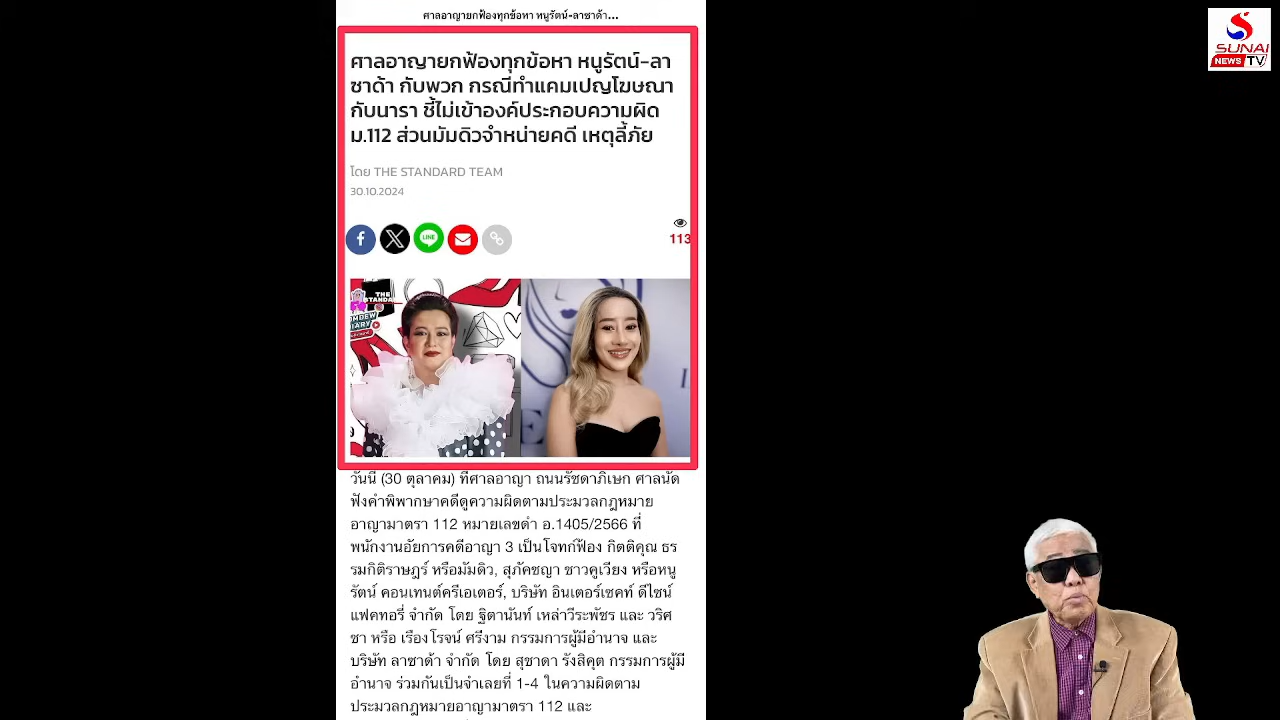 ศาลอาญายกฟ้องทุกข้อหา หนูรัตน์-ลาซาด้า...
SUNAI
NEWS TV
ศาลอาญายกฟ้องทุกข้อหา หนูรัตน์-ลา
ซาด้า กับพวก กรณีทำแคมเปญโฆษณา
กับนารา ชี้ไม่เข้าองค์ประกอบความผิด
ม.112 ส่วนมัมดิวจำหน่ายคดี เหตุลี้ภัย
โดย THE STANDARD TEAM
30.10.2024
113
LINE
THE
STANDARD
วันนี้ (30 ตุลาคม) ที่ศาลอาญา ถนนรัชดาภิเษก ศาลนัด
ฟังคำพิพากษาคดีดูความผิดตามประมวลกฎหมาย
อาญามาตรา 112 หมายเลขดำ อ.1405/2566 ที่
พนักงานอัยการคดีอาญา 3 เป็นโจทก์ฟ้อง กิตติคุณ ธร
รมกิติราษฎร์ หรือมัมดิว, สุภัคชญา ชาวคูเวียง หรือหนู
รัตน์ คอนเทนต์ครีเอเตอร์, บริษัท อินเตอร์เซคท์ ดีไซน์
แฟคทอรี่ จำกัด โดย ฐิตานันท์ เหล่าวีระพัชร และ วริศ
ชา หรือ เรืองโรจน์ ศรีงาม กรรมการผู้มีอำนาจ และ
บริษัท ลาซาด้า จำกัด โดย สุชาดา รังสิคุต กรรมการผู้มี
อำนาจ ร่วมกันเป็นจำเลยที่ 1-4 ในความผิดตาม
ประมวลกฎหมายอาญามาตรา 112 และ